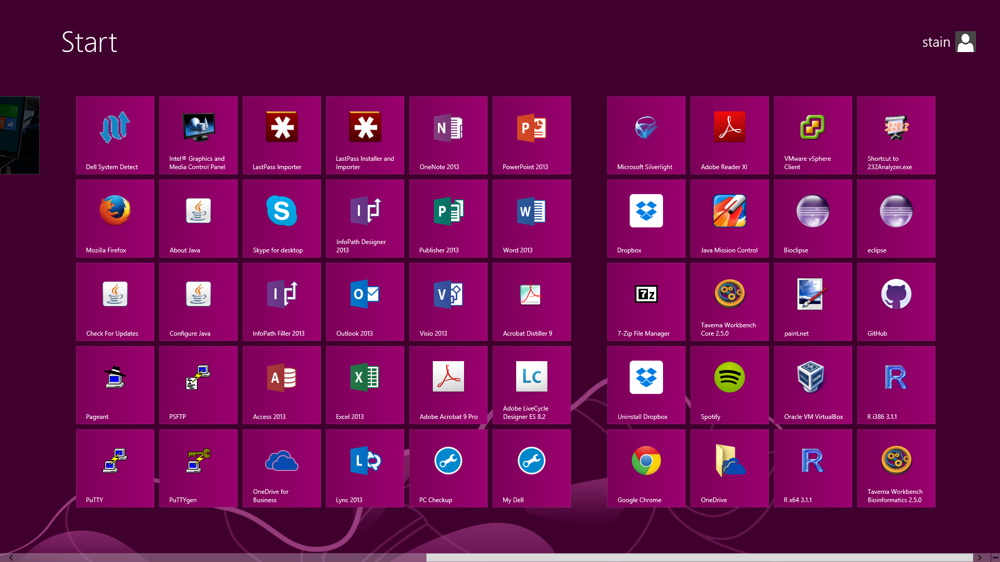 Start
stain
29
Dell System Detect
Intel® Graphics and
Media Control Panel
LastPass Importer
LastPass Installer and
Importer
N
OneNote 2013
P
PowerPoint 2013
Microsoft Silverlight
Adobe Reader XI
VMware vSphere
Client
232
Shortcut to
232Analyzer.exe
Mozilla Firefox
About Java
S
Skype for desktop
I
InfoPath Designer
2013
P
Publisher 2013
W
Word 2013
Dropbox
Java Mission Control
Bioclipse
eclipse
Check For Updates
Configure Java
I
InfoPath Filler 2013
O
Outlook 2013
V
Visio 2013
Acrobat Distiller 9
7z
7-Zip File Manager
Taverna Workbench
Core 2.5.0
paint.net
GitHub
Pageant
PSFTP
A
Access 2013
X
Excel 2013
Adobe Acrobat 9 Pro
Lc
Adobe LiveCycle
Designer ES 8.2
Uninstall Dropbox
Spotify
Oracle VM VirtualBox
R
R i386 3.1.1
PuTTY
PuTTYgen
OneDrive for
Business
L
Lync 2013
PC Checkup
My Dell
Google Chrome
OneDrive
R
R x64 3.1.1
Taverna Workbench
Bioinformatics 2.5.0